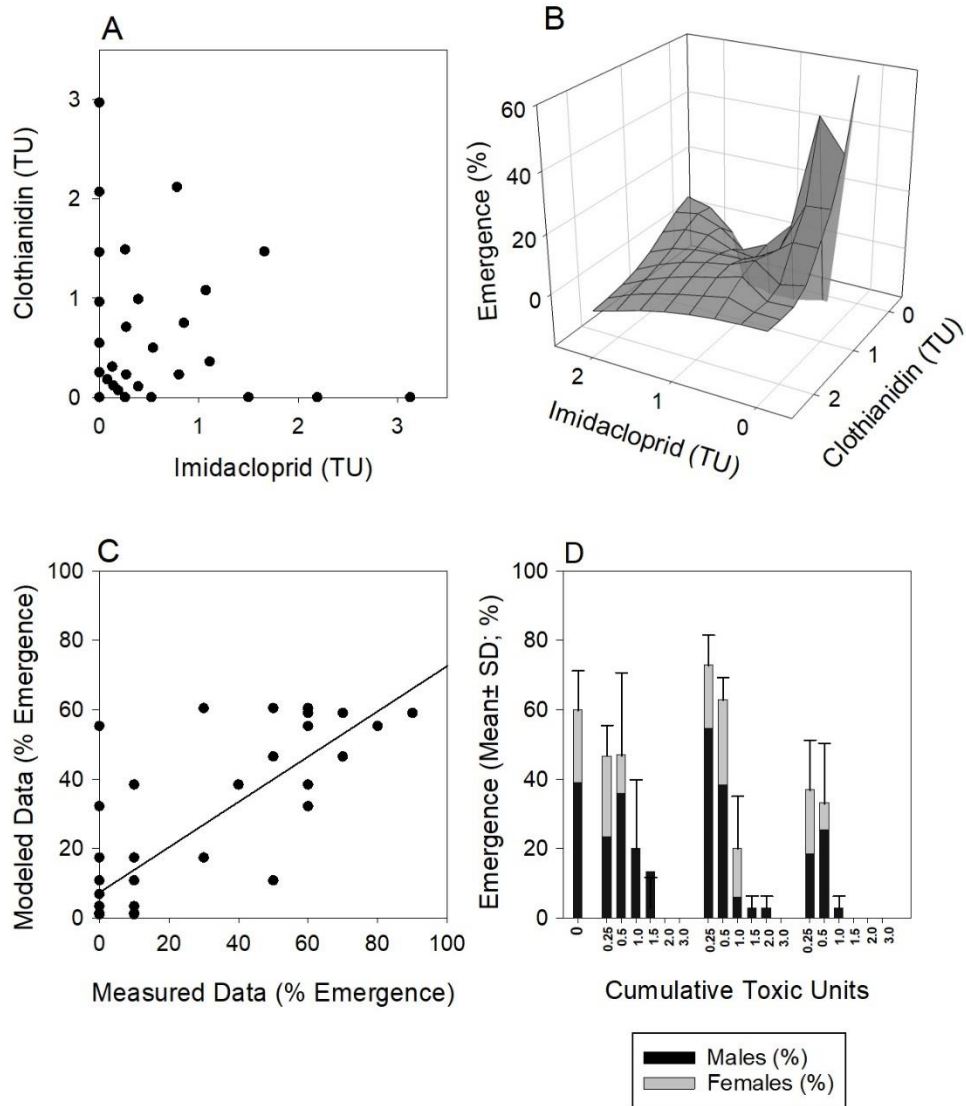 A
Clothianidin (TU)
3
2
1
0
0 1 2 3
Imidacloprid (TU)
B
Emergence (%)
60
40
20
0
2
1
0
Imidacloprid (TU)
0
1
2
Clothianidin (TU)
C
Modeled Data (% Emergence)
100
80
60
40
20
0
0 20 40 60 80 100
Measured Data (% Emergence)
D
Emergence (Mean± SD; %)
100
80
60
40
20
0
0 0.25 0.5 1.0 1.5 2.0 3.0 0.25 0.5 1.0 1.5 2.0 3.0 0.25 0.5 1.0 1.5 2.0 3.0
Cumulative Toxic Units
Males (%)
Females (%)